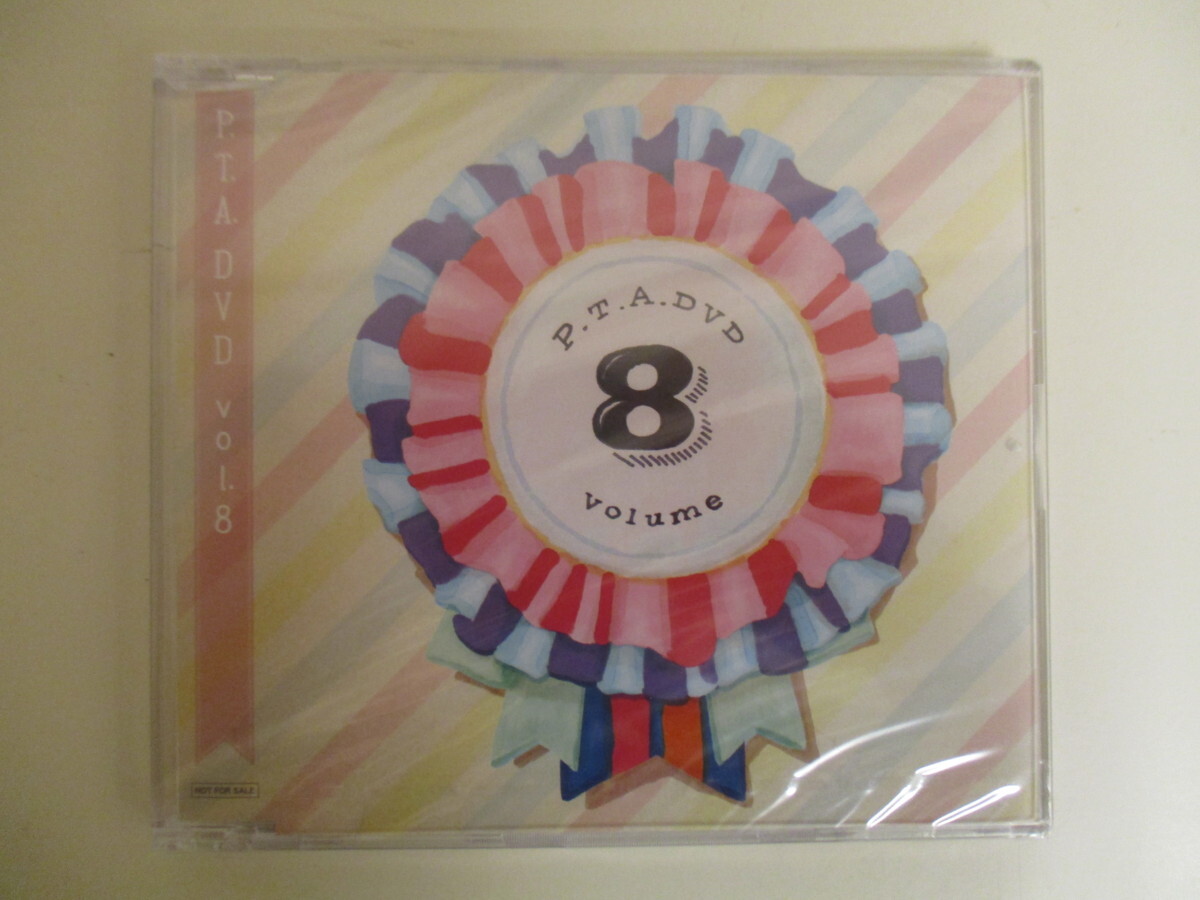 P.T.A. DVD vol.8
P.T.A.DVD
8
volume
NOT FOR SALE